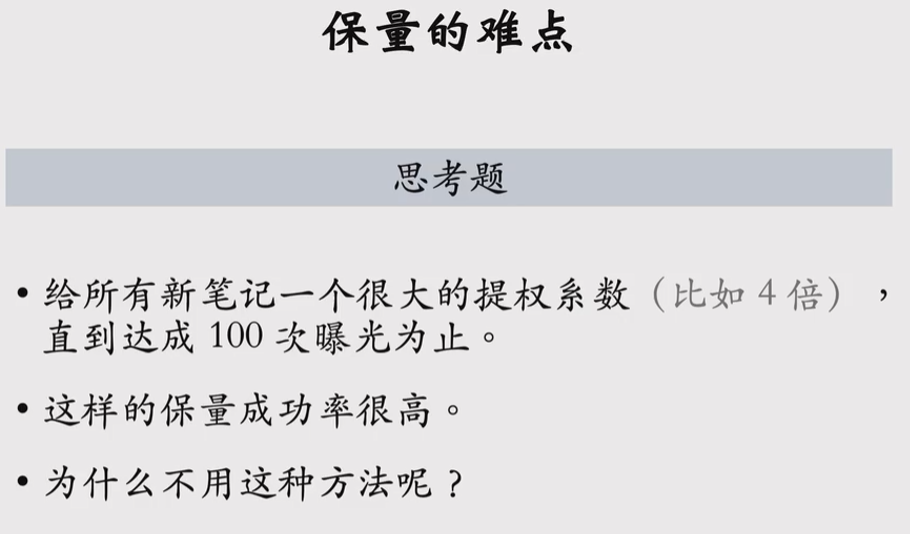 保量的难点
思考题
• 给所有新笔记一个很大的提权系数（比如 4 倍），
直到达成 100 次曝光为止。
• 这样的保量成功率很高。
• 为什么不用这种方法呢？